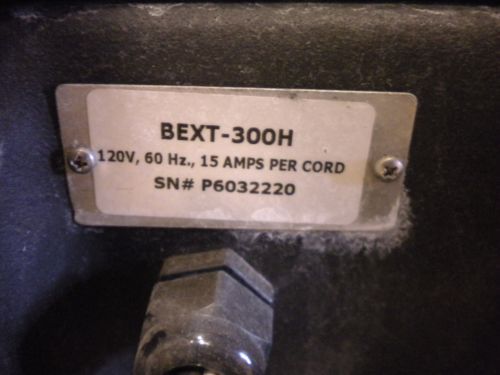 BEXT-300H
120V, 60 Hz., 15 AMPS PER CORD
SN# P6032220